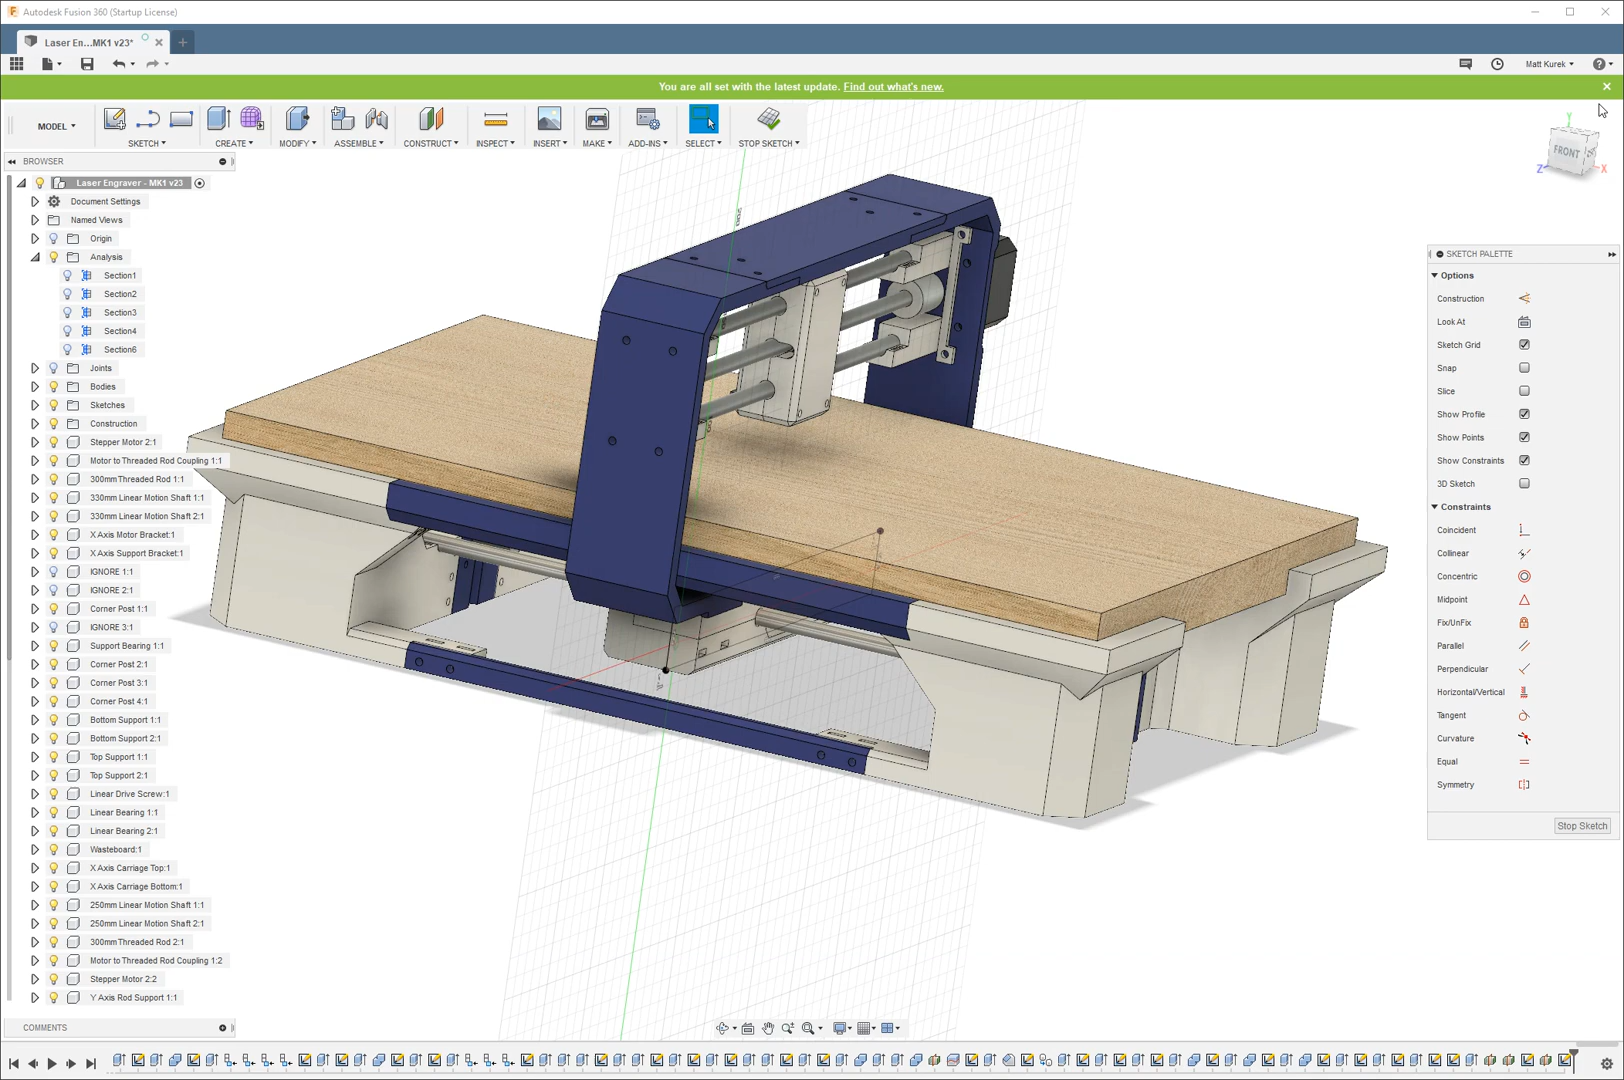 Autodesk Fusion 360 (Startup License)
Laser En...MK1 v23*
Matt Kurek
You are all set with the latest update. Find out what's new.
MODEL
SKETCH
CREATE
MODIFY
ASSEMBLE
CONSTRUCT
INSPECT
INSERT
MAKE
ADD-INS
SELECT
STOP SKETCH
BROWSER
Laser Engraver - MK1 v23
Document Settings
Named Views
Origin
Analysis
Section1
Section2
Section3
Section4
Section6
Joints
Bodies
Sketches
Construction
Stepper Motor 2:1
Motor to Threaded Rod Coupling 1:1
300mm Threaded Rod 1:1
330mm Linear Motion Shaft 1:1
330mm Linear Motion Shaft 2:1
X Axis Motor Bracket:1
X Axis Support Bracket:1
IGNORE 1:1
IGNORE 2:1
Corner Post 1:1
IGNORE 3:1
Support Bearing 1:1
Corner Post 2:1
Corner Post 3:1
Corner Post 4:1
Bottom Support 1:1
Bottom Support 2:1
Top Support 1:1
Top Support 2:1
Linear Drive Screw:1
Linear Bearing 1:1
Linear Bearing 2:1
Wasteboard:1
X Axis Carriage Top:1
X Axis Carriage Bottom:1
250mm Linear Motion Shaft 1:1
250mm Linear Motion Shaft 2:1
300mm Threaded Rod 2:1
Motor to Threaded Rod Coupling 1:2
Stepper Motor 2:2
Y Axis Rod Support 1:1
COMMENTS
Y
FRONT
Z
X
SKETCH PALETTE
Options
Construction
Look At
Sketch Grid
Snap
Slice
Show Profile
Show Points
Show Constraints
3D Sketch
Constraints
Coincident
Collinear
Concentric
Midpoint
Fix/UnFix
Parallel
Perpendicular
Horizontal/Vertical
Tangent
Curvature
Equal
Symmetry
Stop Sketch